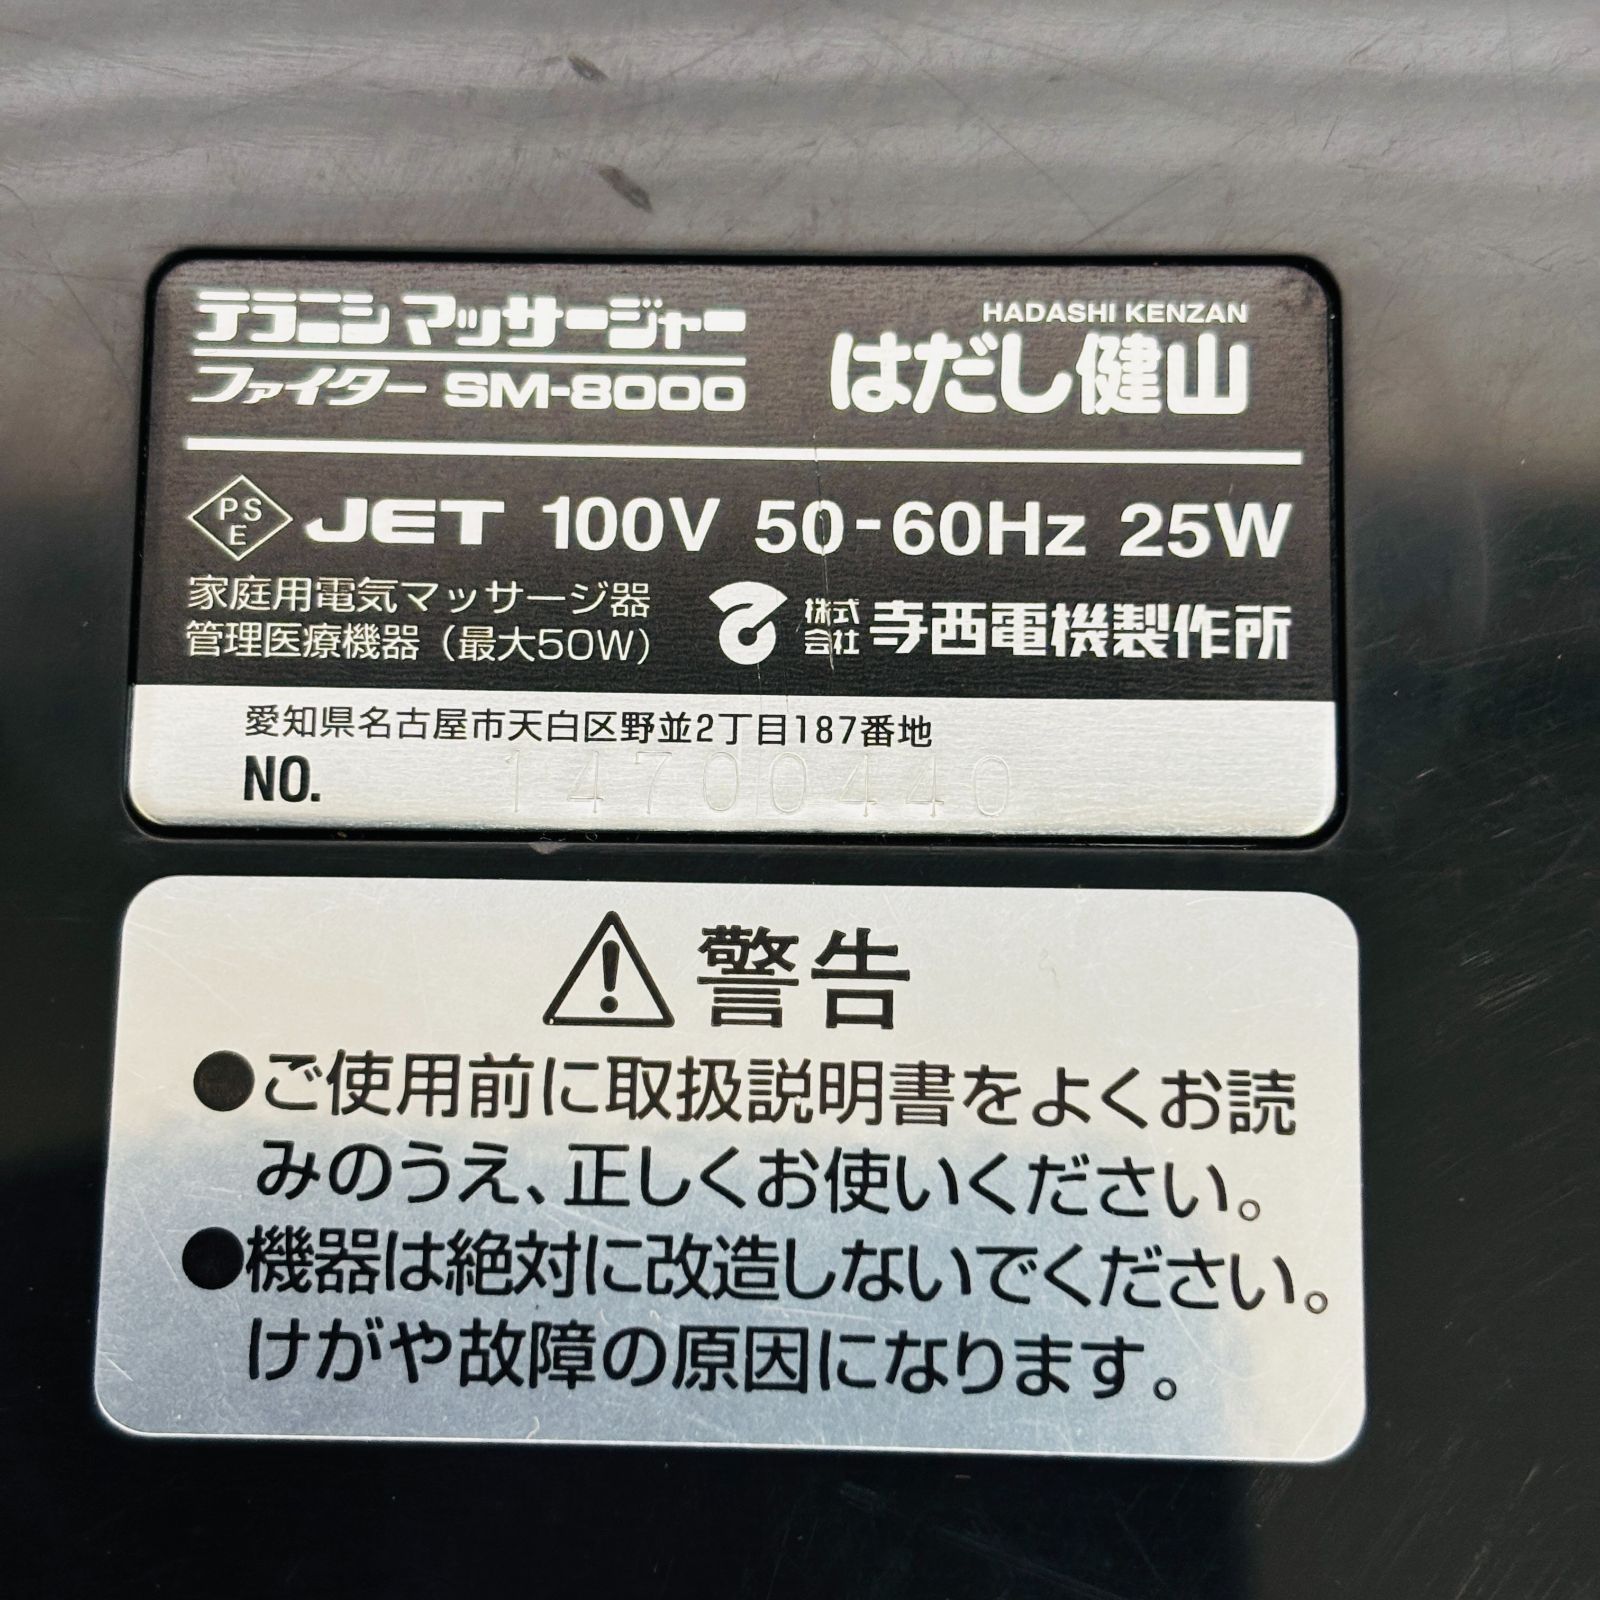 テラニシ マッサージャー
ファイター SM-8000
HADASHI KENZAN
はだし健山
PSE JET 100V 50-60Hz 25W
家庭用電気マッサージ器
管理医療機器（最大50W）
株式会社 寺西電機製作所
愛知県名古屋市天白区野並2丁目187番地
NO. 14700440
警告
●ご使用前に取扱説明書をよくお読
みのうえ、正しくお使いください。
●機器は絶対に改造しないでください。
けがや故障の原因になります。